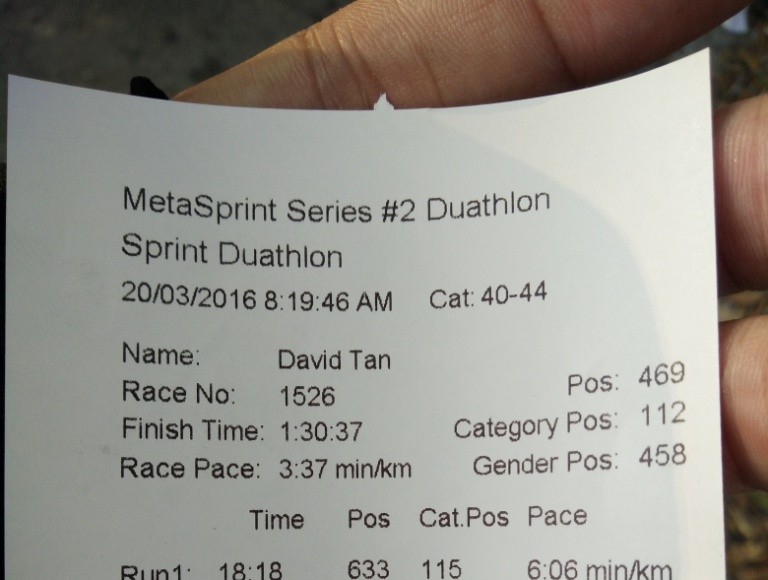 MetaSprint Series #2 Duathlon
Sprint Duathlon
20/03/2016 8:19:46 AM Cat: 40-44
Name: David Tan
Race No: 1526 Pos: 469
Finish Time: 1:30:37 Category Pos: 112
Race Pace: 3:37 min/km Gender Pos: 458
Time Pos Cat.Pos Pace
Run1: 18:18 633 115 6:06 min/km